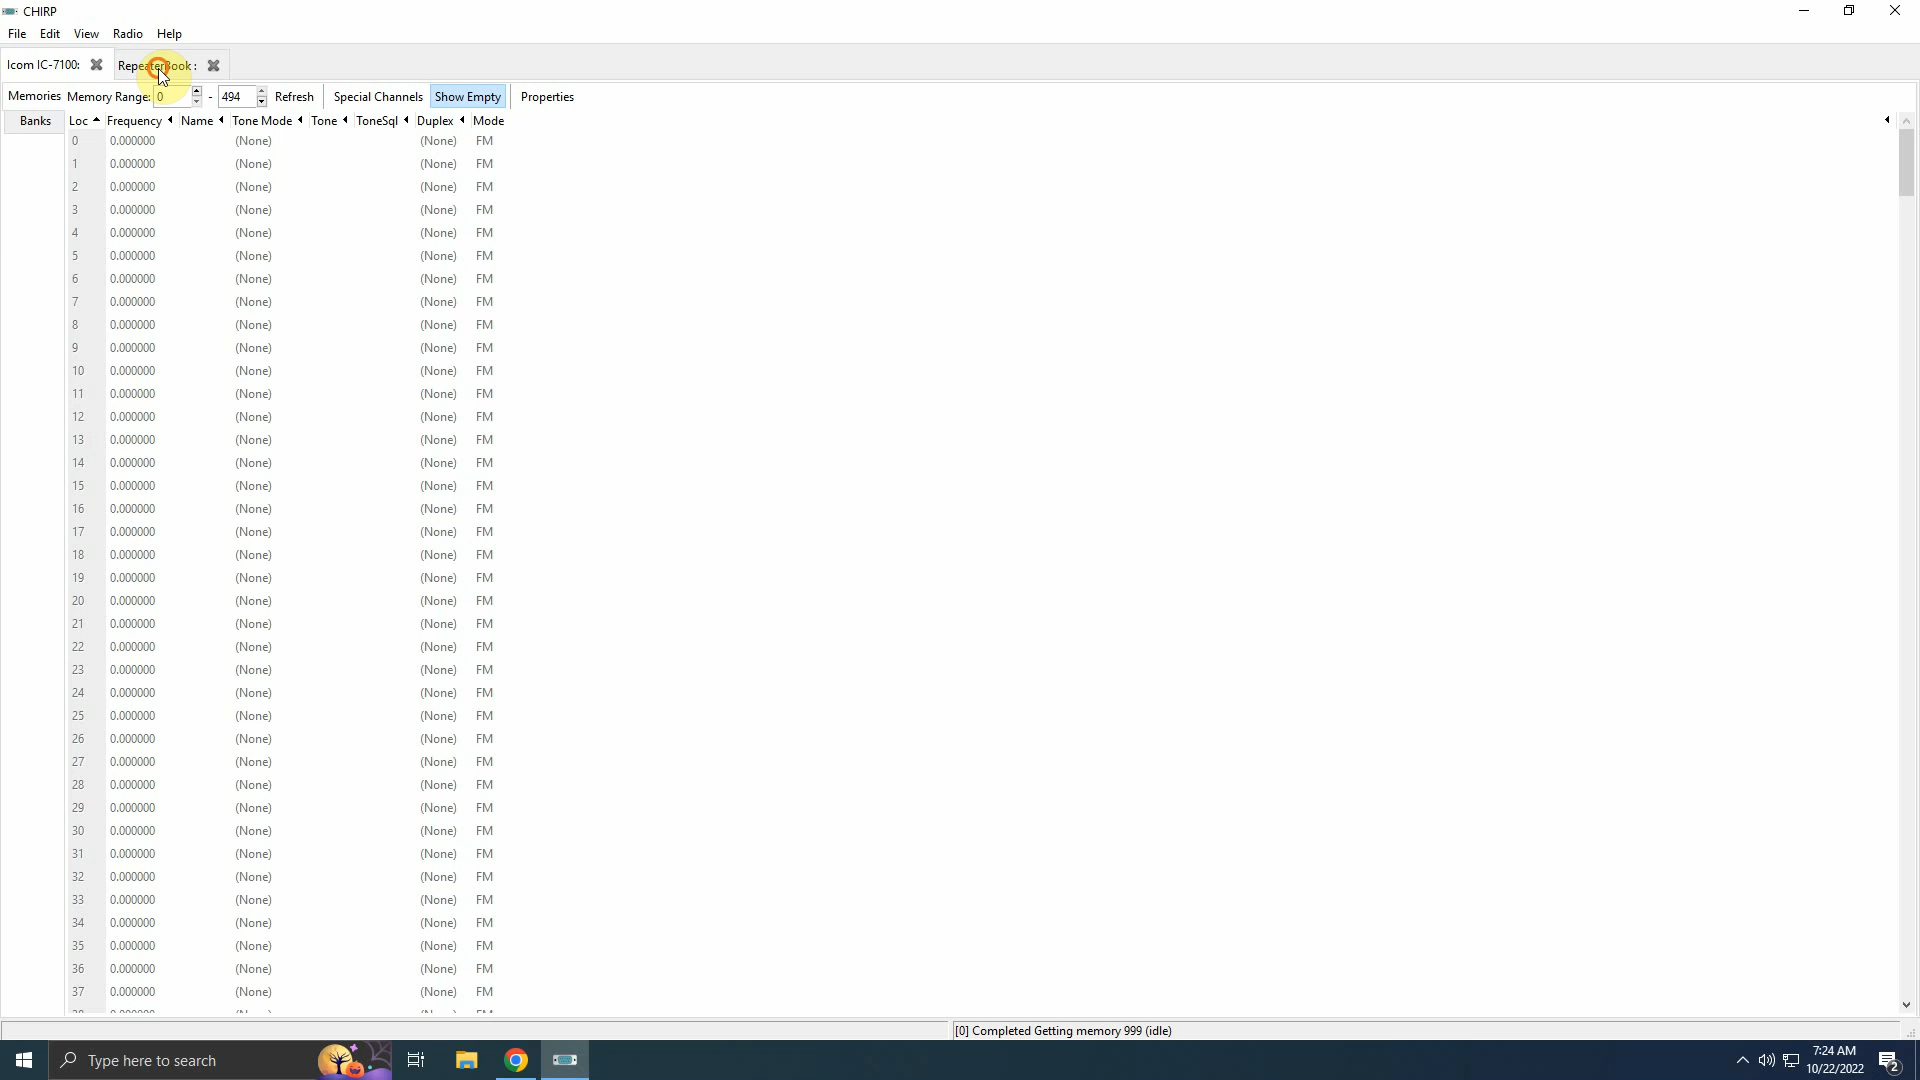 CHIRP
File Edit View Radio Help
Icom IC-7100: RepeaterBook :
Memories Memory Range: 0 - 494 Refresh Special Channels Show Empty Properties
Banks Loc Frequency Name Tone Mode Tone ToneSql Duplex Mode
0 0.000000 (None) (None) FM
1 0.000000 (None) (None) FM
2 0.000000 (None) (None) FM
3 0.000000 (None) (None) FM
4 0.000000 (None) (None) FM
5 0.000000 (None) (None) FM
6 0.000000 (None) (None) FM
7 0.000000 (None) (None) FM
8 0.000000 (None) (None) FM
9 0.000000 (None) (None) FM
10 0.000000 (None) (None) FM
11 0.000000 (None) (None) FM
12 0.000000 (None) (None) FM
13 0.000000 (None) (None) FM
14 0.000000 (None) (None) FM
15 0.000000 (None) (None) FM
16 0.000000 (None) (None) FM
17 0.000000 (None) (None) FM
18 0.000000 (None) (None) FM
19 0.000000 (None) (None) FM
20 0.000000 (None) (None) FM
21 0.000000 (None) (None) FM
22 0.000000 (None) (None) FM
23 0.000000 (None) (None) FM
24 0.000000 (None) (None) FM
25 0.000000 (None) (None) FM
26 0.000000 (None) (None) FM
27 0.000000 (None) (None) FM
28 0.000000 (None) (None) FM
29 0.000000 (None) (None) FM
30 0.000000 (None) (None) FM
31 0.000000 (None) (None) FM
32 0.000000 (None) (None) FM
33 0.000000 (None) (None) FM
34 0.000000 (None) (None) FM
35 0.000000 (None) (None) FM
36 0.000000 (None) (None) FM
37 0.000000 (None) (None) FM
[0] Completed Getting memory 999 (idle)
Type here to search
7:24 AM
10/22/2022
2